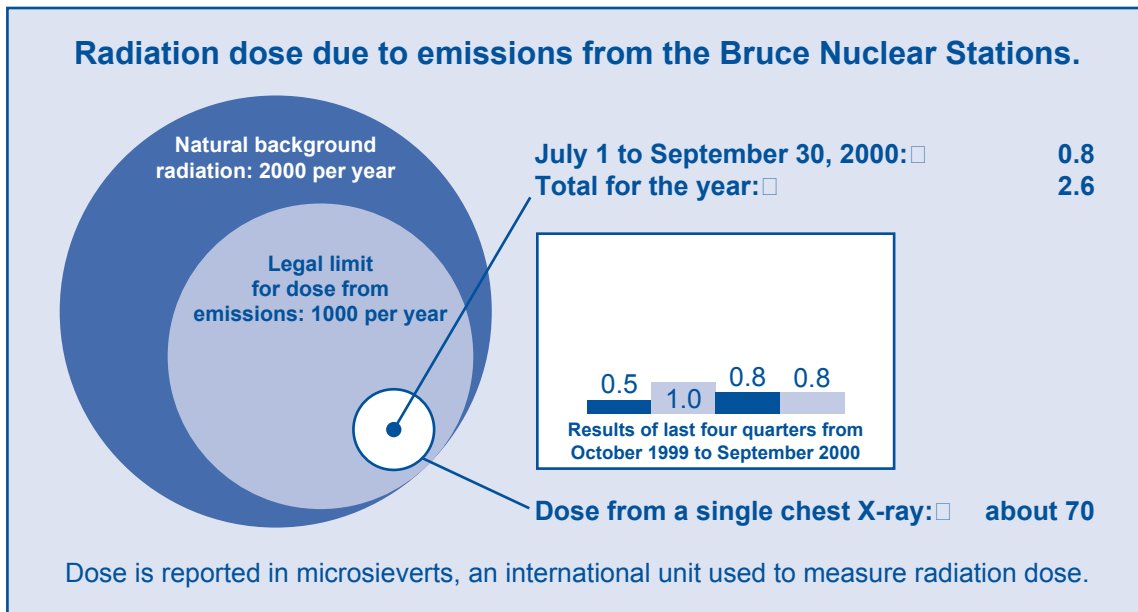 Radiation dose due to emissions from the Bruce Nuclear Stations.
Natural background
radiation: 2000 per year
Legal limit
for dose from
emissions: 1000 per year
July 1 to September 30, 2000:□ 0.8
Total for the year:□ 2.6
0.5 1.0 0.8 0.8
Results of last four quarters from
October 1999 to September 2000
Dose from a single chest X-ray:□ about 70
Dose is reported in microsieverts, an international unit used to measure radiation dose.